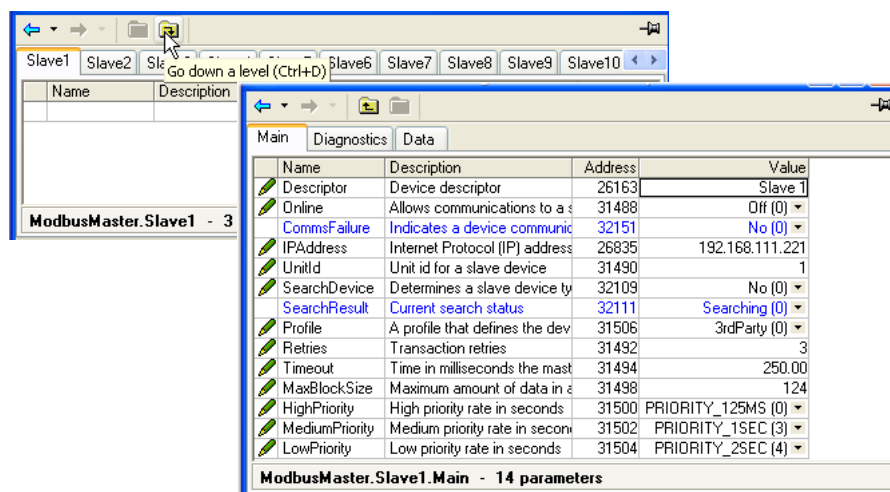 Slave1 Slave2 Sla Slave6 Slave7 Slave8 Slave9 Slave10
Go down a level (Ctrl+D)
Name Description
ModbusMaster.Slave1 - 3
Main Diagnostics Data
Name Description Address Value
Descriptor Device descriptor 26163 Slave 1
Online Allows communications to a s 31488 Off (0)
CommsFailure Indicates a device communic 32151 No (0)
IPAddress Internet Protocol (IP) address 26835 192.168.111.221
UnitId Unit id for a slave device 31490 1
SearchDevice Determines a slave device ty 32109 No (0)
SearchResult Current search status 32111 Searching (0)
Profile A profile that defines the dev 31506 3rdParty (0)
Retries Transaction retries 31492 3
Timeout Time in milliseconds the mast 31494 250.00
MaxBlockSize Maximum amount of data in a 31498 124
HighPriority High priority rate in seconds 31500 PRIORITY_125MS (0)
MediumPriority Medium priority rate in secon 31502 PRIORITY_1SEC (3)
LowPriority Low priority rate in seconds 31504 PRIORITY_2SEC (4)
ModbusMaster.Slave1.Main - 14 parameters